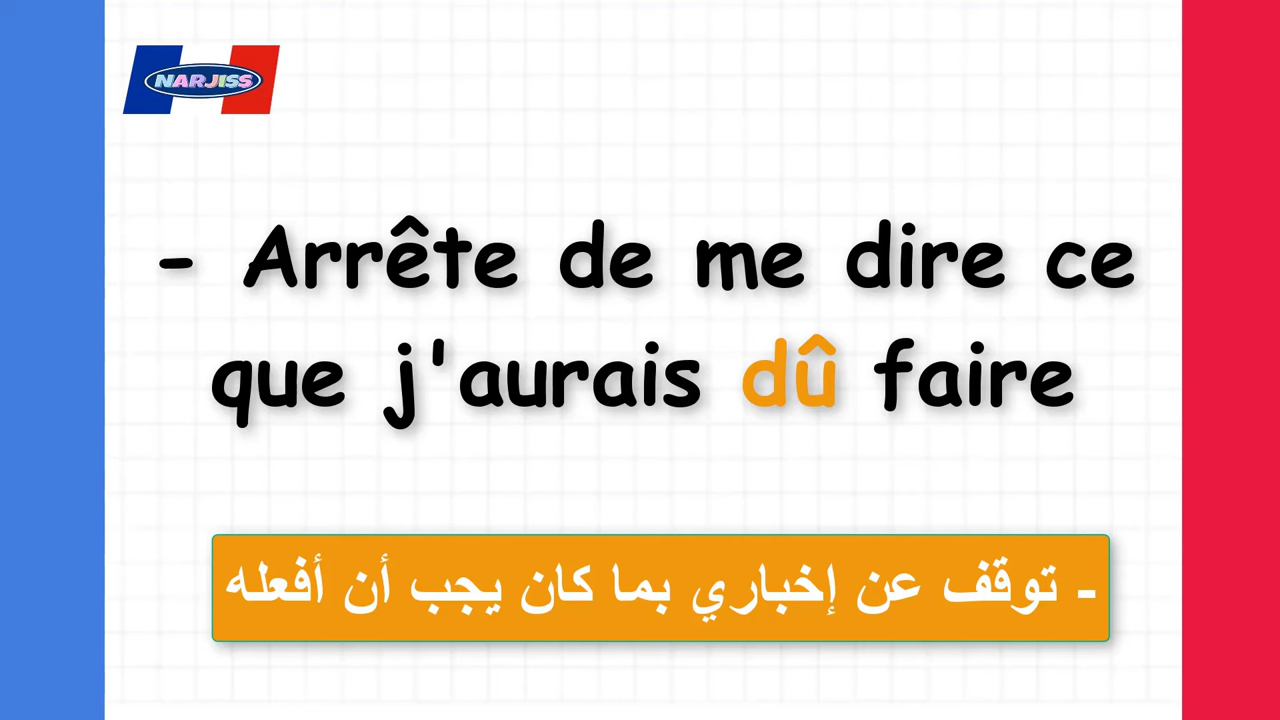 NARJISS
- Arrête de me dire ce
que j'aurais dû faire
- توقف عن إخباري بما كان يجب أن أفعله